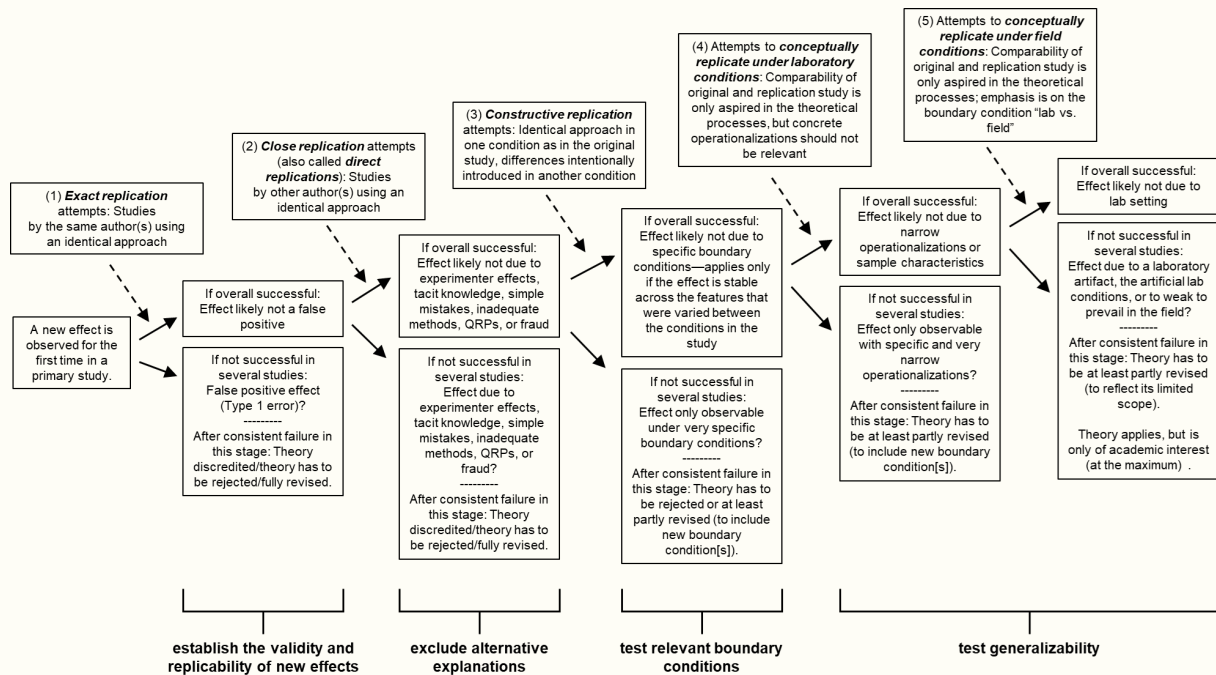 A new effect is
observed for the
first time in a
primary study.
(1) Exact replication
attempts: Studies
by the same author(s) using
an identical approach
If overall successful:
Effect likely not a false
positive
If not successful in
several studies:
False positive effect
(Type 1 error)?
---------
After consistent failure in
this stage: Theory
discredited/theory has to
be rejected/fully revised.
(2) Close replication attempts
(also called direct
replications): Studies
by other author(s) using an
identical approach
If overall successful:
Effect likely not due to
experimenter effects,
tacit knowledge, simple
mistakes, inadequate
methods, QRPs, or fraud
If not successful in
several studies:
Effect due to
experimenter effects,
tacit knowledge, simple
mistakes, inadequate
methods, QRPs, or
fraud?
---------
After consistent failure in
this stage: Theory
discredited/theory has to
be rejected/fully revised.
(3) Constructive replication
attempts: Identical approach in
one condition as in the original
study, differences intentionally
introduced in another condition
If overall successful:
Effect likely not due to
specific boundary
conditions—applies only
if the effect is stable
across the features that
were varied between
the conditions in the
study
If not successful in
several studies:
Effect only observable
under very specific
boundary conditions?
---------
After consistent failure in
this stage: Theory has to
be rejected or at least
partly revised (to include
new boundary
condition[s]).
(4) Attempts to conceptually
replicate under laboratory
conditions: Comparability of
original and replication study is
only aspired in the theoretical
processes, but concrete
operationalizations should not
be relevant
If overall successful:
Effect likely not due to
narrow
operationalizations or
sample characteristics
If not successful in
several studies:
Effect only observable
with specific and very
narrow
operationalizations?
---------
After consistent failure in
this stage: Theory has to
be at least partly revised
(to include new boundary
condition[s]).
(5) Attempts to conceptually
replicate under field
conditions: Comparability of
original and replication study is
only aspired in the theoretical
processes; emphasis is on the
boundary condition “lab vs.
field”
If overall successful:
Effect likely not due to
lab setting
If not successful in
several studies:
Effect due to a laboratory
artifact, the artificial lab
conditions, or to weak to
prevail in the field?
---------
After consistent failure in
this stage: Theory has to
be at least partly revised
(to reflect its limited
scope).
Theory applies, but is
only of academic interest
(at the maximum) .
establish the validity and
replicability of new effects
exclude alternative
explanations
test relevant boundary
conditions
test generalizability